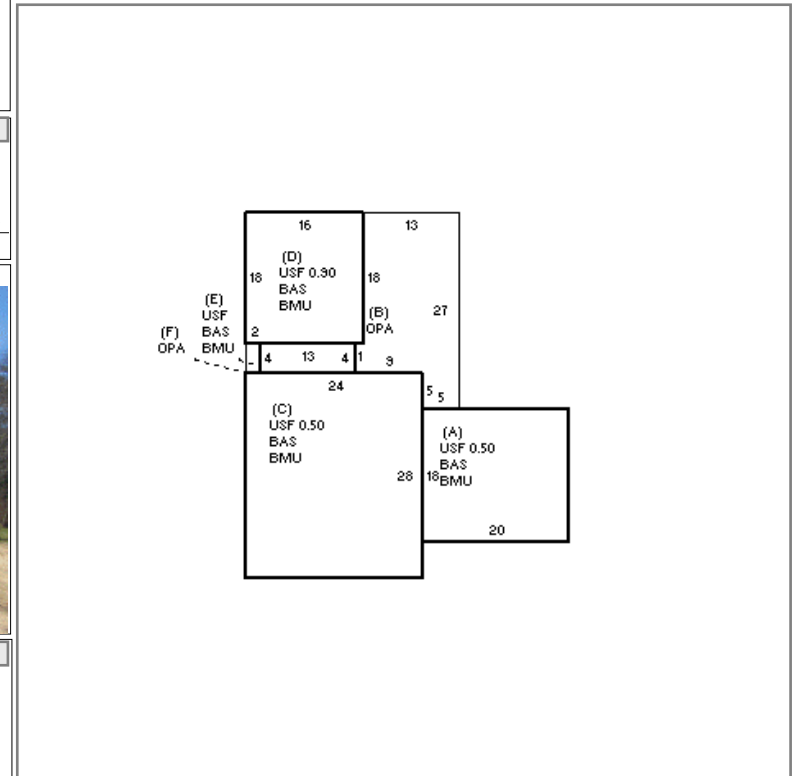 16
13
(D)
USF 0.90
BAS
BMU
18
18
(E)
USF
BAS
BMU
(B)
OPA
27
(F)
OPA
2
4
13
4
1
9
24
5
5
(C)
USF 0.50
BAS
BMU
(A)
USF 0.50
BAS
BMU
28
18
20